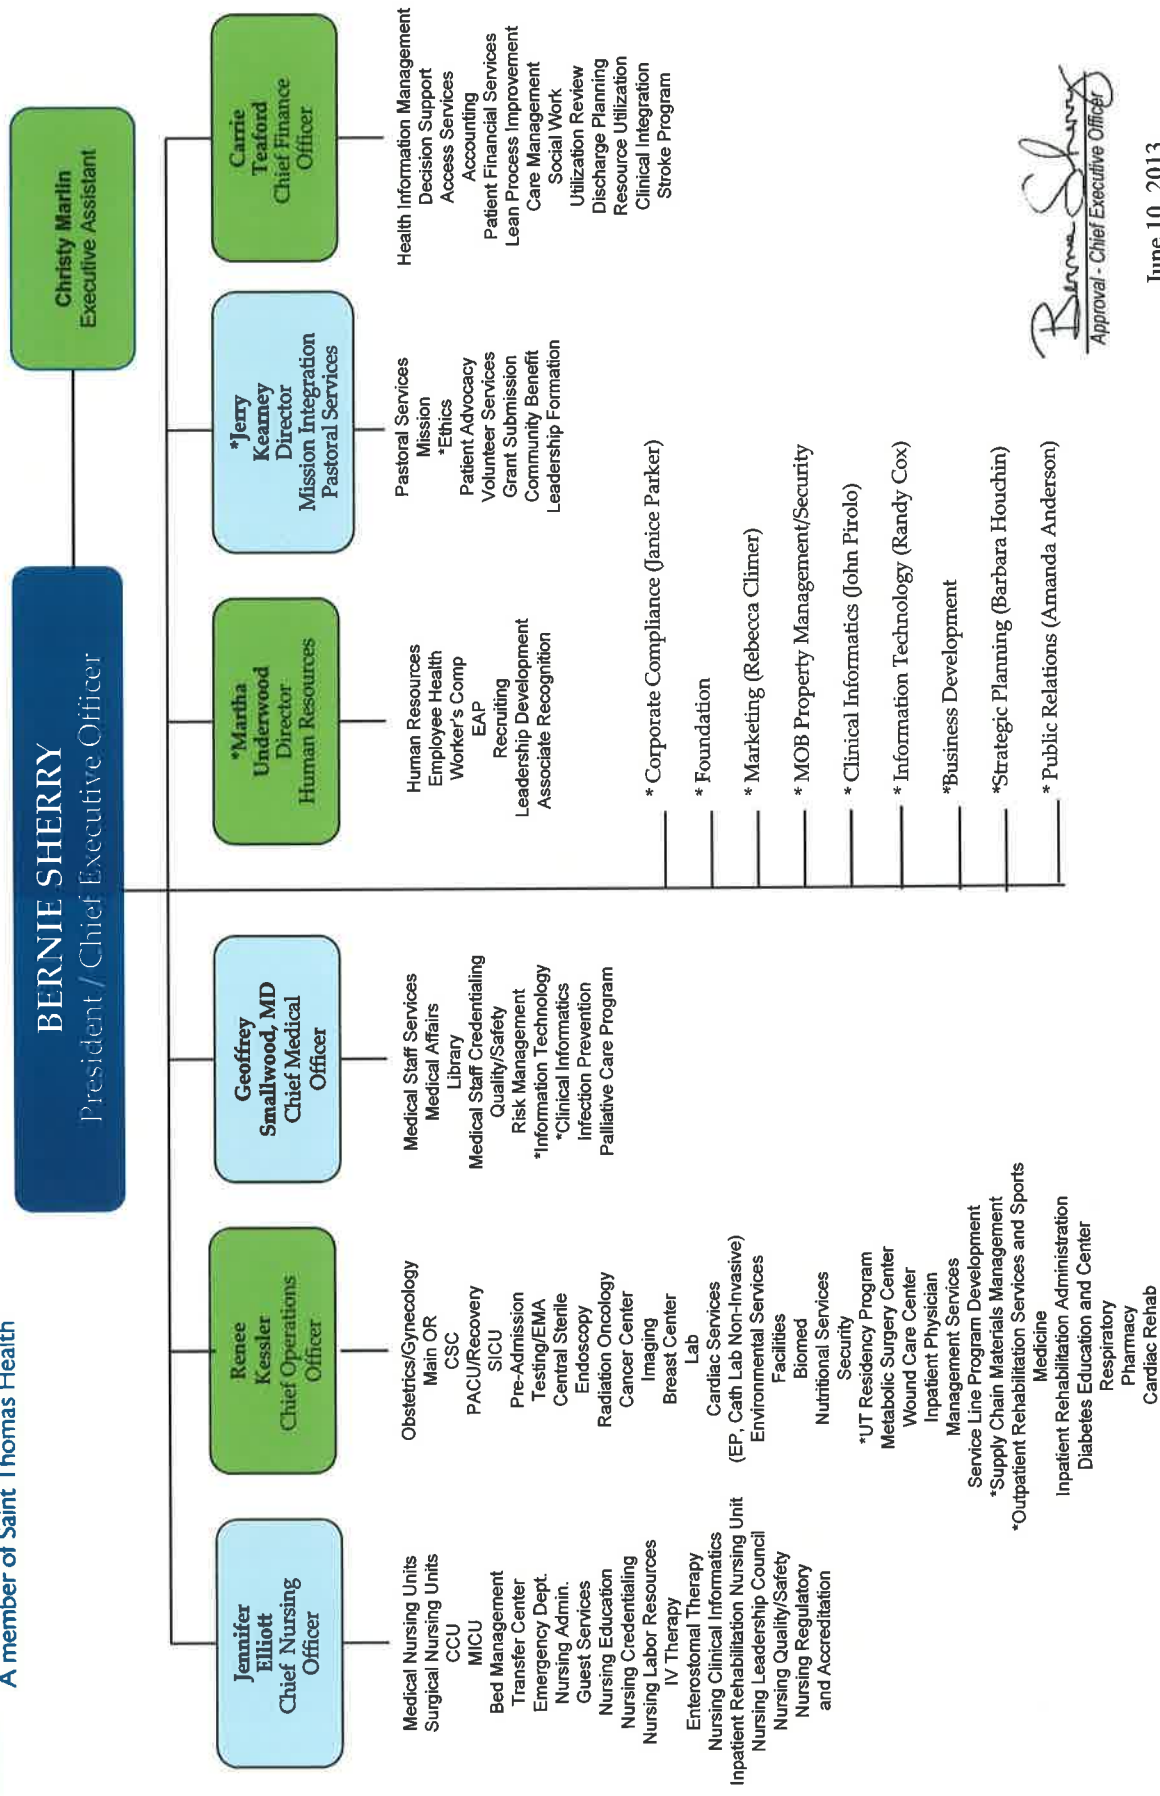 A member of Saint Thomas Health
BERNIE SHERRY
President / Chief Executive Officer
Christy Marlin
Executive Assistant
Jennifer
Elliott
Chief Nursing
Officer
Medical Nursing Units
Surgical Nursing Units
CCU
MICU
Bed Management
Transfer Center
Emergency Dept.
Nursing Admin.
Guest Services
Nursing Education
Nursing Credentialing
Nursing Labor Resources
IV Therapy
Enterostomal Therapy
Nursing Clinical Informatics
Inpatient Rehabilitation Nursing Unit
Nursing Leadership Council
Nursing Quality/Safety
Nursing Regulatory
and Accreditation
Renee
Kessler
Chief Operations
Officer
Obstetrics/Gynecology
Main OR
CSC
PACU/Recovery
SICU
Pre-Admission
Testing/EMA
Central Sterile
Endoscopy
Radiation Oncology
Cancer Center
Imaging
Breast Center
Lab
Cardiac Services
(EP, Cath Lab Non-Invasive)
Environmental Services
Facilities
Biomed
Nutritional Services
Security
*UT Residency Program
Metabolic Surgery Center
Wound Care Center
Inpatient Physician
Management Services
Service Line Program Development
*Supply Chain Materials Management
*Outpatient Rehabilitation Services and Sports
Medicine
Inpatient Rehabilitation Administration
Diabetes Education and Center
Respiratory
Pharmacy
Cardiac Rehab
Geoffrey
Smallwood, MD
Chief Medical
Officer
Medical Staff Services
Medical Affairs
Library
Medical Staff Credentialing
Quality/Safety
Risk Management
*Information Technology
*Clinical Informatics
Infection Prevention
Palliative Care Program
*Martha
Underwood
Director
Human Resources
Human Resources
Employee Health
Worker's Comp
EAP
Recruiting
Leadership Development
Associate Recognition
*Jerry
Kearney
Director
Mission Integration
Pastoral Services
Pastoral Services
Mission
*Ethics
Patient Advocacy
Volunteer Services
Grant Submission
Community Benefit
Leadership Formation
Carrie
Teaford
Chief Finance
Officer
Health Information Management
Decision Support
Access Services
Accounting
Patient Financial Services
Lean Process Improvement
Care Management
Social Work
Utilization Review
Discharge Planning
Resource Utilization
Clinical Integration
Stroke Program
* Corporate Compliance (Janice Parker)
* Foundation
* Marketing (Rebecca Climer)
* MOB Property Management/Security
* Clinical Informatics (John Pirolo)
* Information Technology (Randy Cox)
*Business Development
*Strategic Planning (Barbara Houchin)
* Public Relations (Amanda Anderson)
Bernie Sherry
Approval - Chief Executive Officer
June 10, 2013